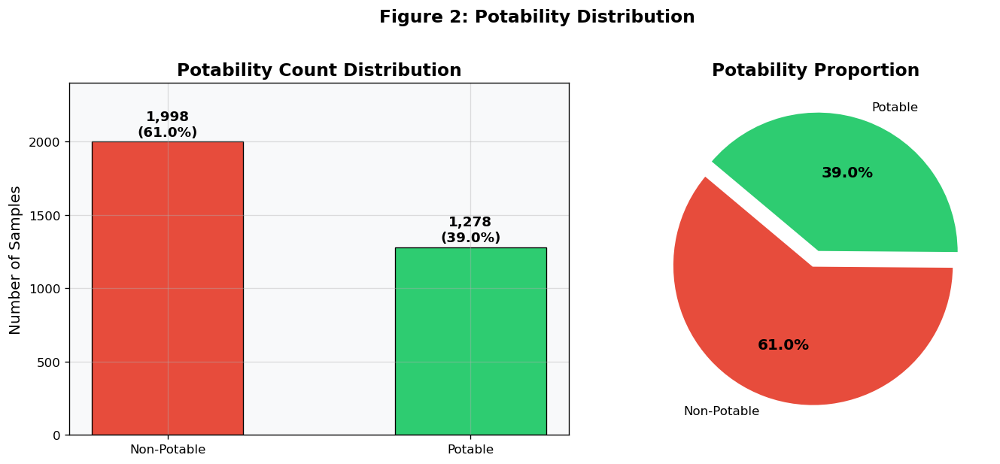 Figure 2: Potability Distribution
Potability Count Distribution
Number of Samples
2000
1500
1000
500
0
1,998
(61.0%)
1,278
(39.0%)
Non-Potable
Potable
Potability Proportion
Potable
39.0%
61.0%
Non-Potable